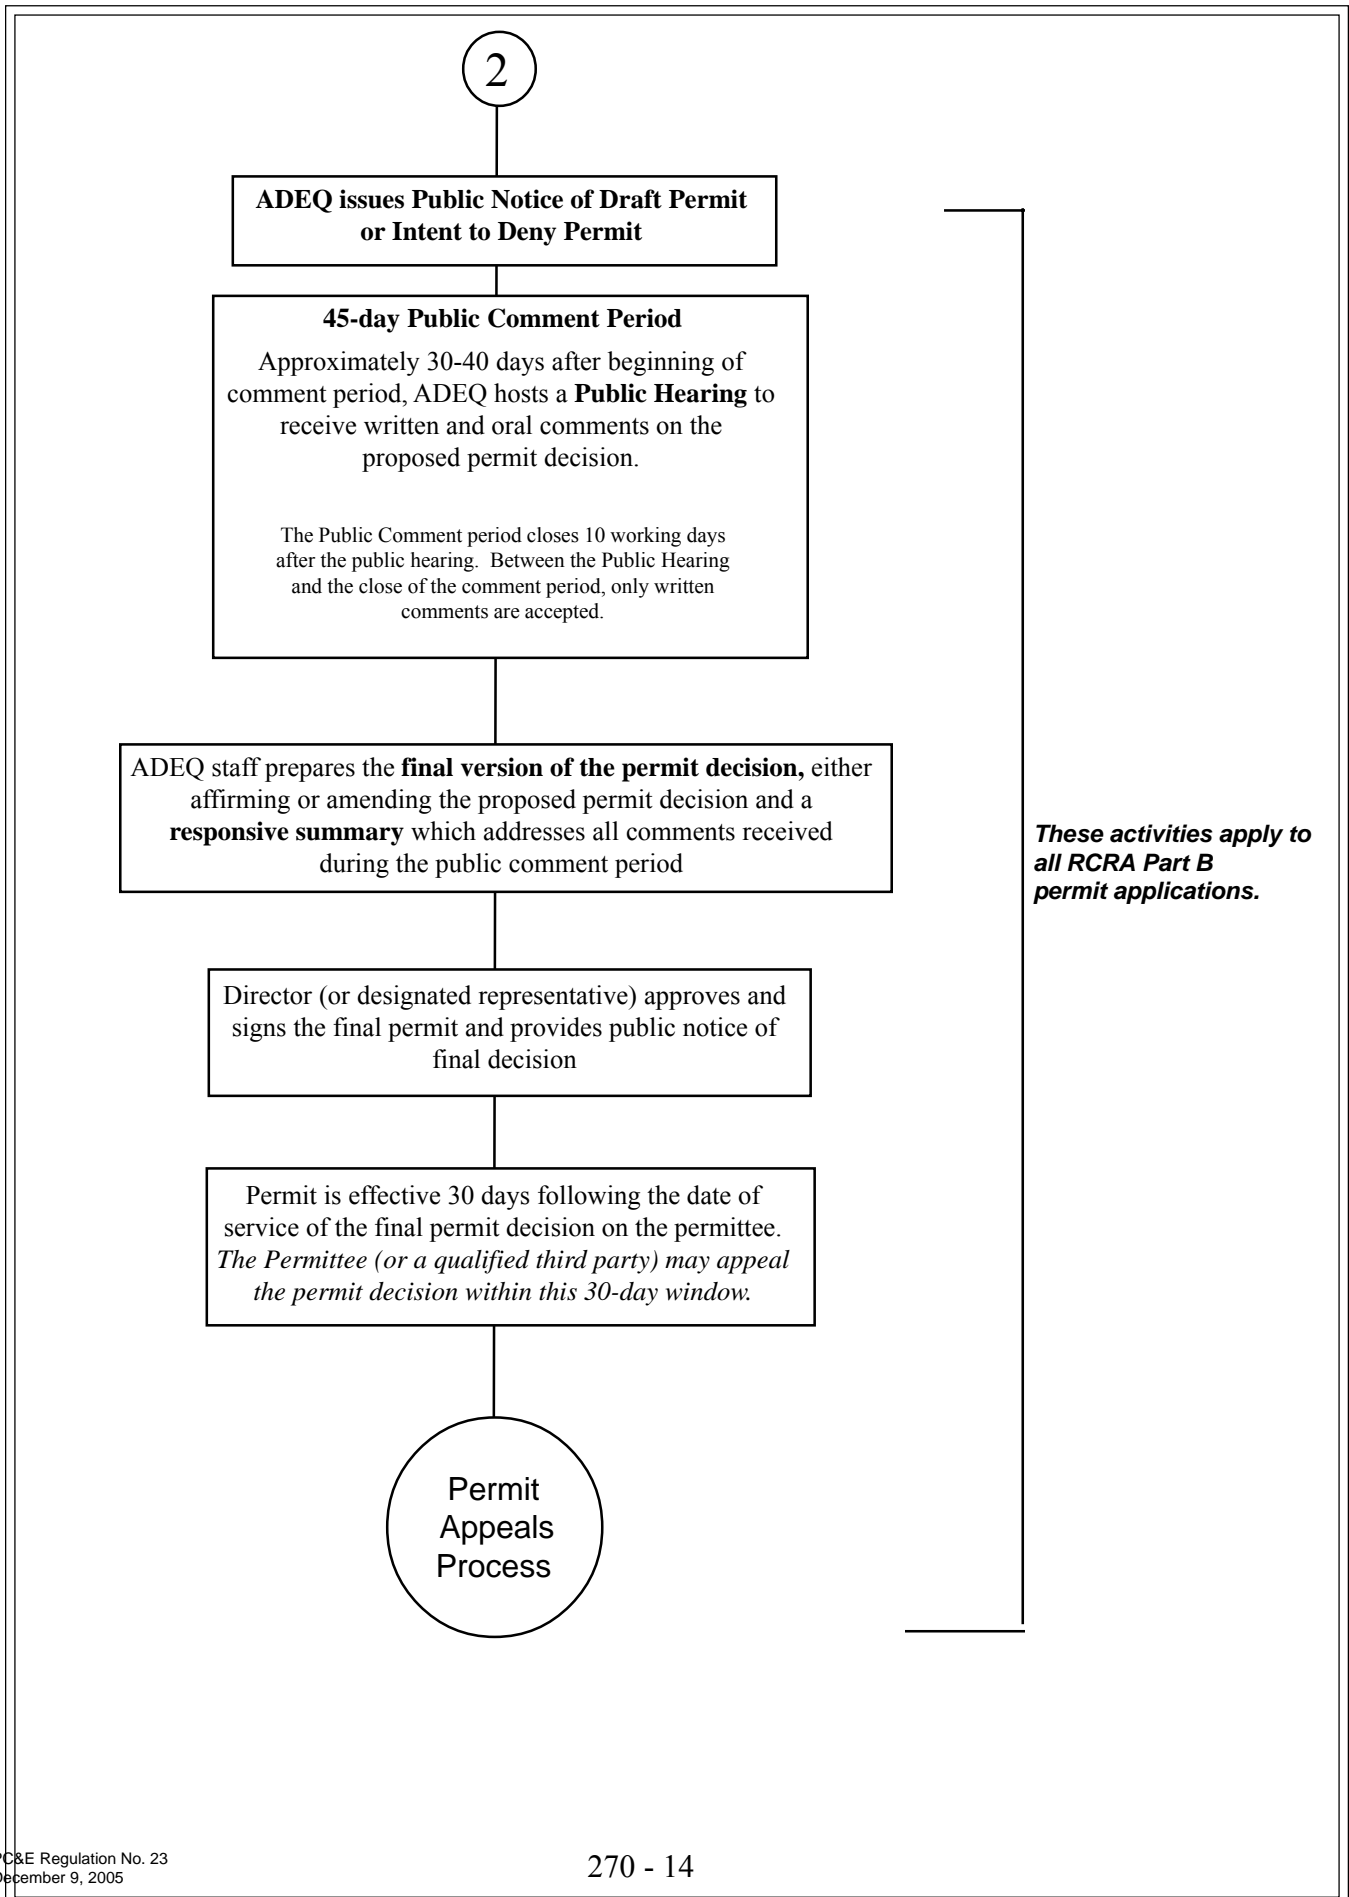 2
ADEQ issues Public Notice of Draft Permit
or Intent to Deny Permit
45-day Public Comment Period
Approximately 30-40 days after beginning of
comment period, ADEQ hosts a Public Hearing to
receive written and oral comments on the
proposed permit decision.
The Public Comment period closes 10 working days
after the public hearing.  Between the Public Hearing
and the close of the comment period, only written
comments are accepted.
ADEQ staff prepares the final version of the permit decision, either
affirming or amending the proposed permit decision and a
responsive summary which addresses all comments received
during the public comment period
These activities apply to
all RCRA Part B
permit applications.
Director (or designated representative) approves and
signs the final permit and provides public notice of
final decision
Permit is effective 30 days following the date of
service of the final permit decision on the permittee.
The Permittee (or a qualified third party) may appeal
the permit decision within this 30-day window.
Permit
Appeals
Process
PC&E Regulation No. 23
December 9, 2005
270 - 14